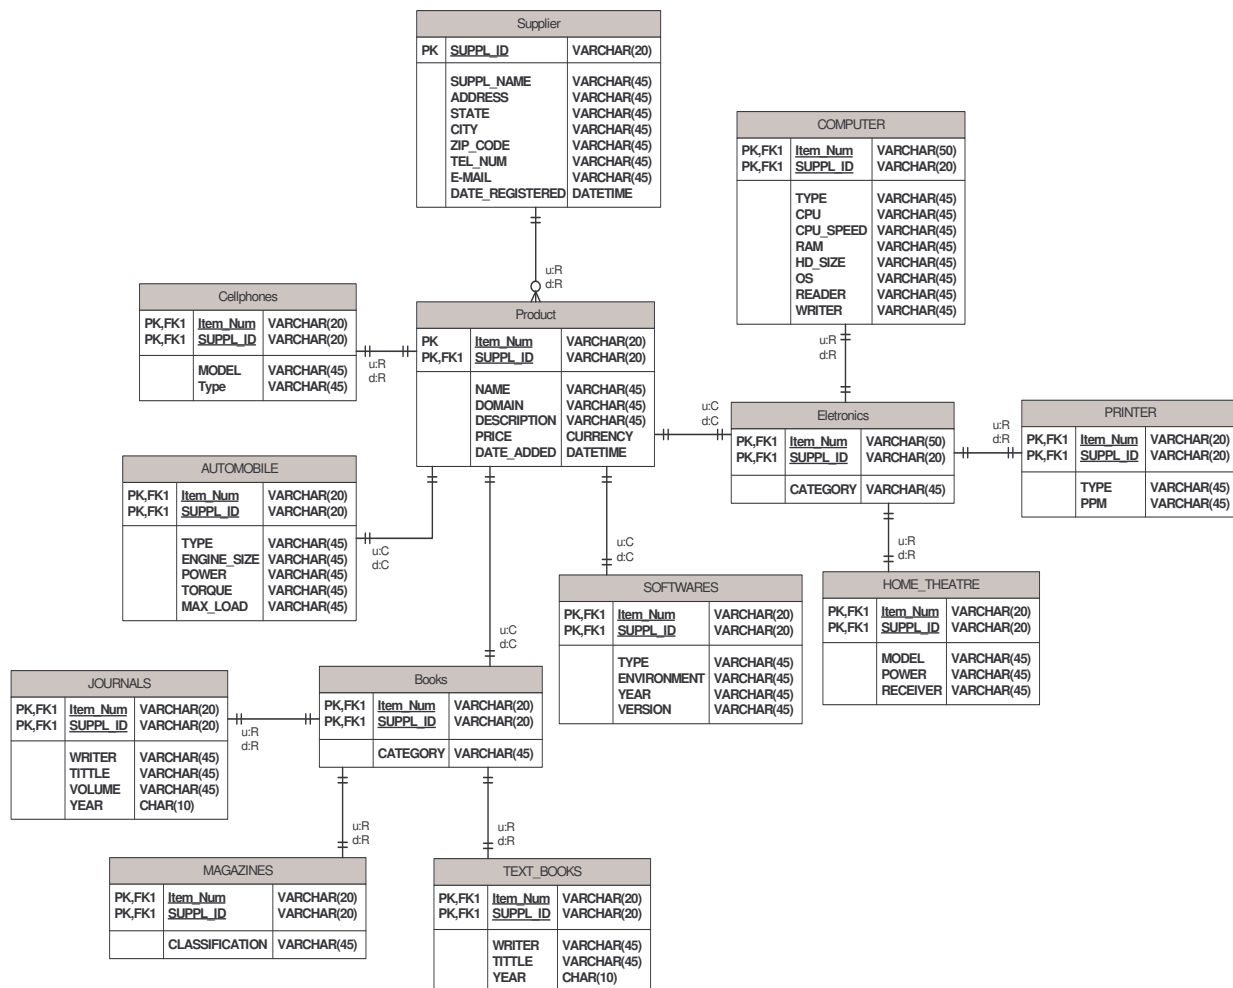 Supplier
PK SUPPL_ID VARCHAR(20)
SUPPL_NAME VARCHAR(45)
ADDRESS VARCHAR(45)
STATE VARCHAR(45)
CITY VARCHAR(45)
ZIP_CODE VARCHAR(45)
TEL_NUM VARCHAR(45)
E-MAIL VARCHAR(45)
DATE_REGISTERED DATETIME
u:R
d:R
COMPUTER
PK,FK1 Item_Num VARCHAR(50)
PK,FK1 SUPPL_ID VARCHAR(20)
TYPE VARCHAR(45)
CPU VARCHAR(45)
CPU_SPEED VARCHAR(45)
RAM VARCHAR(45)
HD_SIZE VARCHAR(45)
OS VARCHAR(45)
READER VARCHAR(45)
WRITER VARCHAR(45)
u:R
d:R
Cellphones
PK,FK1 Item_Num VARCHAR(20)
PK,FK1 SUPPL_ID VARCHAR(20)
MODEL VARCHAR(45)
Type VARCHAR(45)
u:R
d:R
Product
PK Item_Num VARCHAR(20)
PK,FK1 SUPPL_ID VARCHAR(20)
NAME VARCHAR(45)
DOMAIN VARCHAR(45)
DESCRIPTION VARCHAR(45)
PRICE CURRENCY
DATE_ADDED DATETIME
u:C
d:C
Eletronics
PK,FK1 Item_Num VARCHAR(50)
PK,FK1 SUPPL_ID VARCHAR(20)
CATEGORY VARCHAR(45)
u:R
d:R
PRINTER
PK,FK1 Item_Num VARCHAR(20)
PK,FK1 SUPPL_ID VARCHAR(20)
TYPE VARCHAR(45)
PPM VARCHAR(45)
AUTOMOBILE
PK,FK1 Item_Num VARCHAR(20)
PK,FK1 SUPPL_ID VARCHAR(20)
TYPE VARCHAR(45)
ENGINE_SIZE VARCHAR(45)
POWER VARCHAR(45)
TORQUE VARCHAR(45)
MAX_LOAD VARCHAR(45)
u:C
d:C
u:C
d:C
u:R
d:R
SOFTWARES
PK,FK1 Item_Num VARCHAR(20)
PK,FK1 SUPPL_ID VARCHAR(20)
TYPE VARCHAR(45)
ENVIRONMENT VARCHAR(45)
YEAR VARCHAR(45)
VERSION VARCHAR(45)
HOME_THEATRE
PK,FK1 Item_Num VARCHAR(20)
PK,FK1 SUPPL_ID VARCHAR(20)
MODEL VARCHAR(45)
POWER VARCHAR(45)
RECEIVER VARCHAR(45)
u:C
d:C
JOURNALS
PK,FK1 Item_Num VARCHAR(20)
PK,FK1 SUPPL_ID VARCHAR(20)
WRITER VARCHAR(45)
TITTLE VARCHAR(45)
VOLUME VARCHAR(45)
YEAR CHAR(10)
u:R
d:R
Books
PK,FK1 Item_Num VARCHAR(20)
PK,FK1 SUPPL_ID VARCHAR(20)
CATEGORY VARCHAR(45)
u:R
d:R
u:R
d:R
MAGAZINES
PK,FK1 Item_Num VARCHAR(20)
PK,FK1 SUPPL_ID VARCHAR(20)
CLASSIFICATION VARCHAR(45)
TEXT_BOOKS
PK,FK1 Item_Num VARCHAR(20)
PK,FK1 SUPPL_ID VARCHAR(20)
WRITER VARCHAR(45)
TITTLE VARCHAR(45)
YEAR CHAR(10)